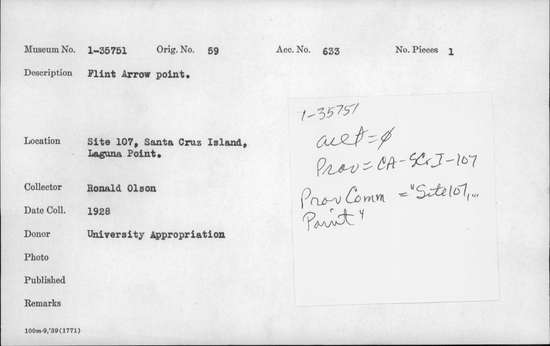 Museum No. 1-35751 Orig. No. 59 Acc. No. 633 No. Pieces 1
Description Flint Arrow point.
Location Site 107, Santa Cruz Island,
Laguna Point.
Collector Ronald Olson
Date Coll. 1928
Donor University Appropriation
Photo
Published
Remarks
100m-9,'39(1771)
1-35751
acc# = ∅
Prov = CA-SCrI-107
Prov Comm = "Site 107,...
Point"